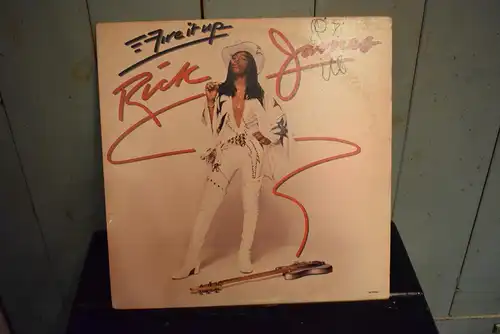 Fire it up
Rick James